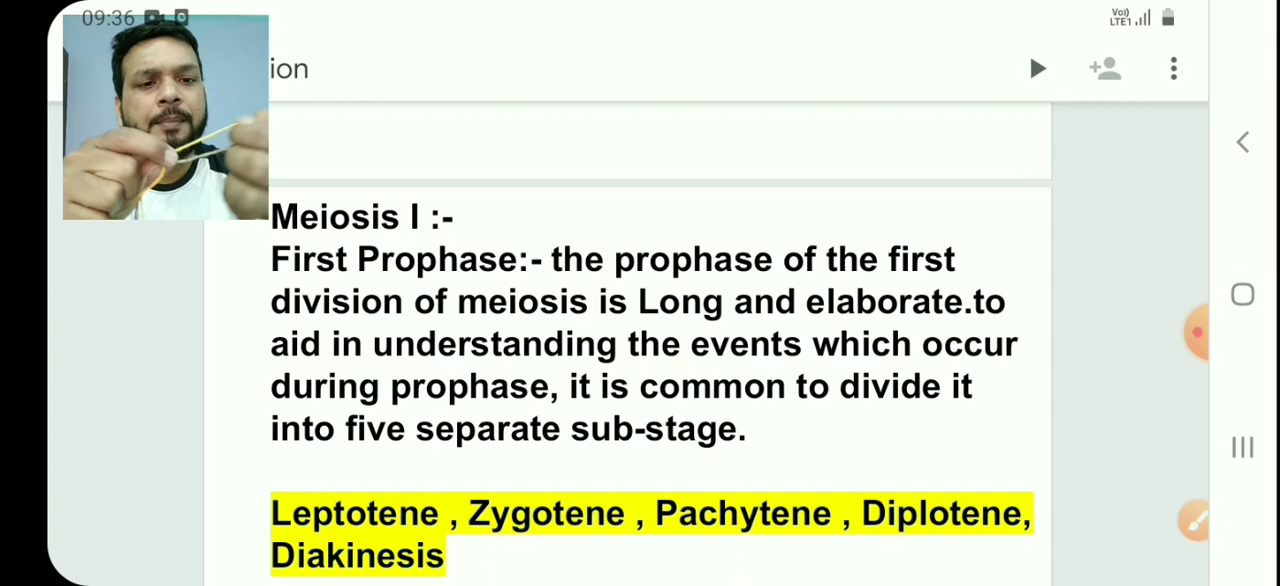 09:36
Vo))
LTE1
ion
Meiosis I :-
First Prophase:- the prophase of the first
division of meiosis is Long and elaborate.to
aid in understanding the events which occur
during prophase, it is common to divide it
into five separate sub-stage.
Leptotene , Zygotene , Pachytene , Diplotene,
Diakinesis